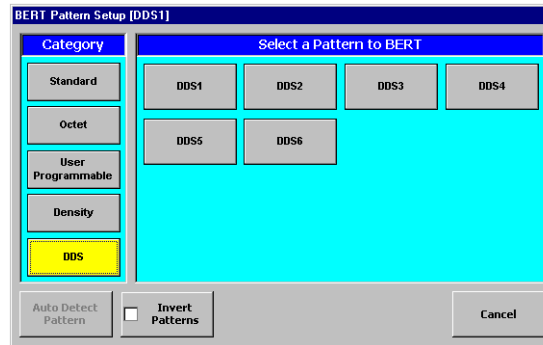 BERT Pattern Setup [DDS1]
Category
Select a Pattern to BERT
Standard
Octet
User
Programmable
Density
DDS
DDS1
DDS2
DDS3
DDS4
DDS5
DDS6
Auto Detect
Pattern
Invert
Patterns
Cancel